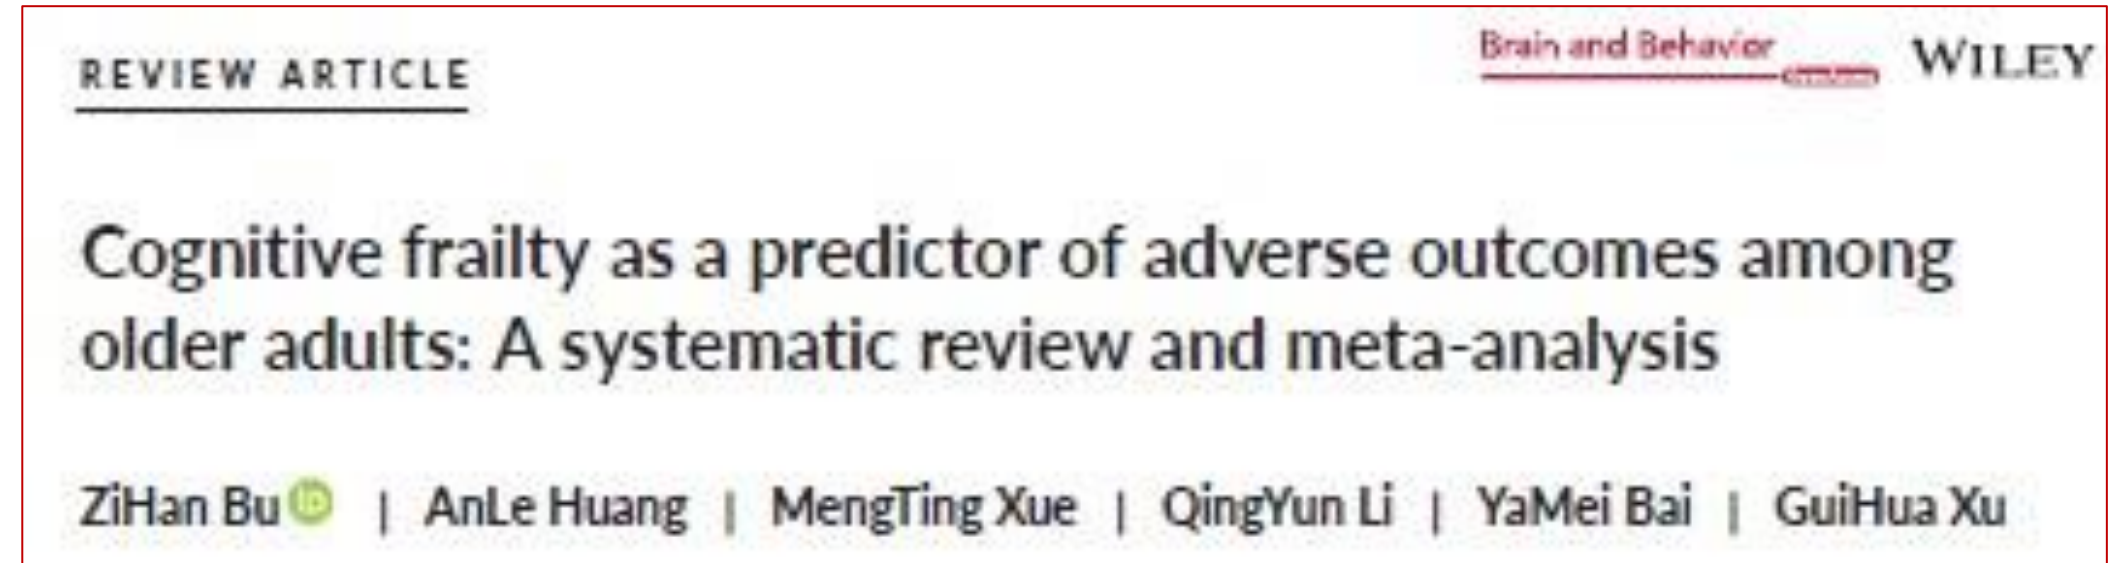 REVIEW ARTICLE
Brain and Behavior
WILEY
Cognitive frailty as a predictor of adverse outcomes among
older adults: A systematic review and meta-analysis
ZiHan Bu iD | AnLe Huang | MengTing Xue | QingYun Li | YaMei Bai | GuiHua Xu